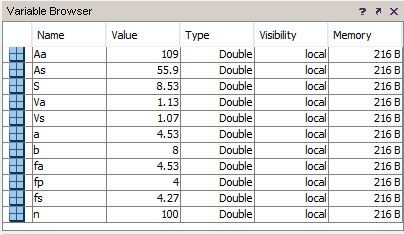 Variable Browser ? ↗ ×
Name Value Type Visibility Memory
Aa 109 Double local 216 B
As 55.9 Double local 216 B
S 8.53 Double local 216 B
Va 1.13 Double local 216 B
Vs 1.07 Double local 216 B
a 4.53 Double local 216 B
b 8 Double local 216 B
fa 4.53 Double local 216 B
fp 4 Double local 216 B
fs 4.27 Double local 216 B
n 100 Double local 216 B